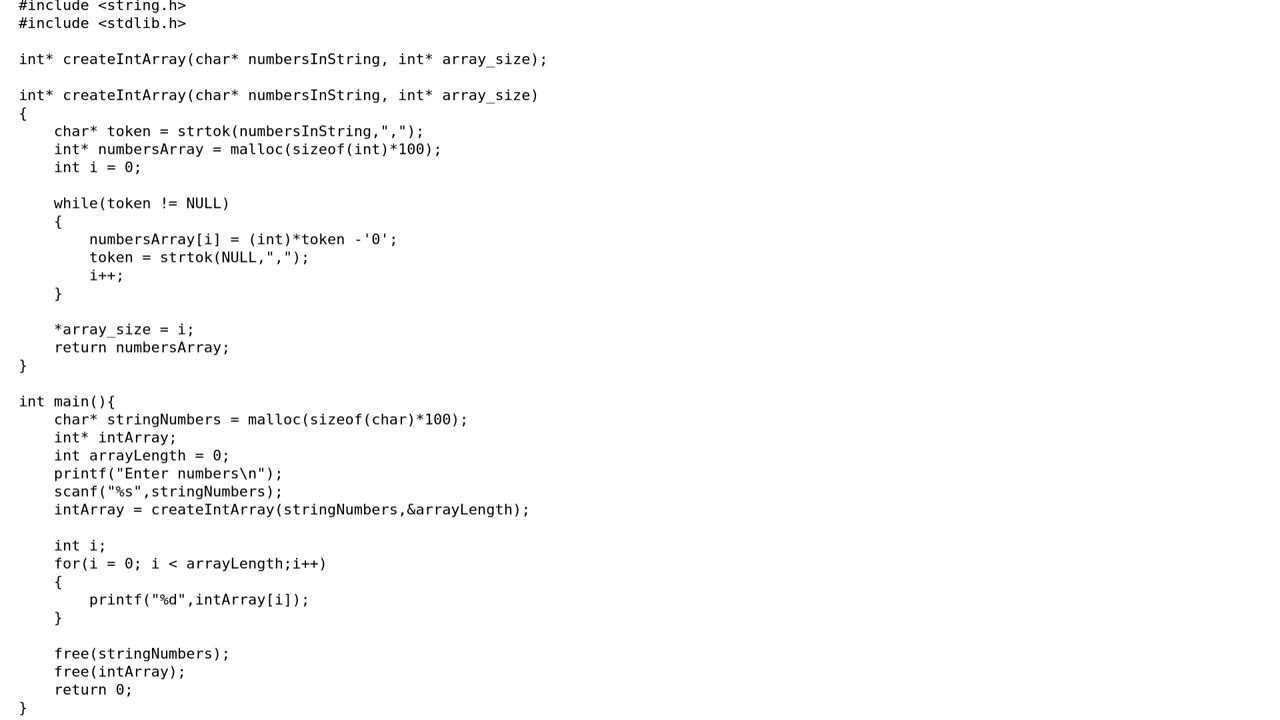 #include <string.h>
#include <stdlib.h>

int* createIntArray(char* numbersInString, int* array_size);

int* createIntArray(char* numbersInString, int* array_size)
{
    char* token = strtok(numbersInString,",");
    int* numbersArray = malloc(sizeof(int)*100);
    int i = 0;

    while(token != NULL)
    {
        numbersArray[i] = (int)*token -'0';
        token = strtok(NULL,",");
        i++;
    }

    *array_size = i;
    return numbersArray;
}

int main(){
    char* stringNumbers = malloc(sizeof(char)*100);
    int* intArray;
    int arrayLength = 0;
    printf("Enter numbers\n");
    scanf("%s",stringNumbers);
    intArray = createIntArray(stringNumbers,&arrayLength);

    int i;
    for(i = 0; i < arrayLength;i++)
    {
        printf("%d",intArray[i]);
    }

    free(stringNumbers);
    free(intArray);
    return 0;
}